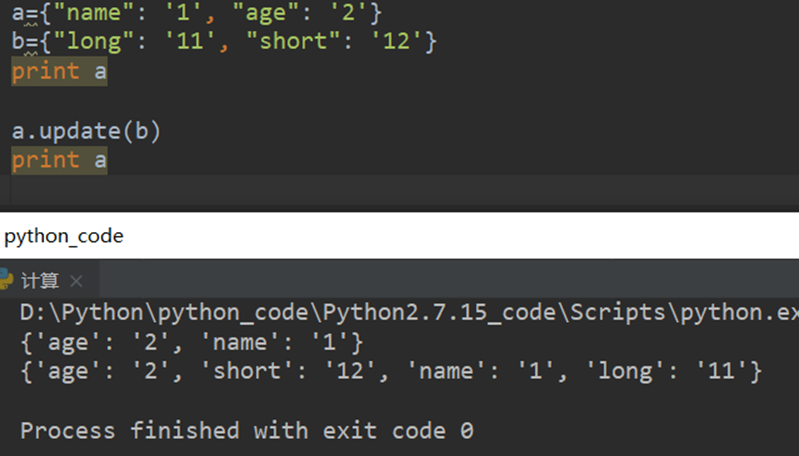 a={"name": '1', "age": '2'}
b={"long": '11', "short": '12'}
print a
a.update(b)
print a
python_code
计算 ×
D:\Python\python_code\Python2.7.15_code\Scripts\python.ex
{'age': '2', 'name': '1'}
{'age': '2', 'short': '12', 'name': '1', 'long': '11'}
Process finished with exit code 0